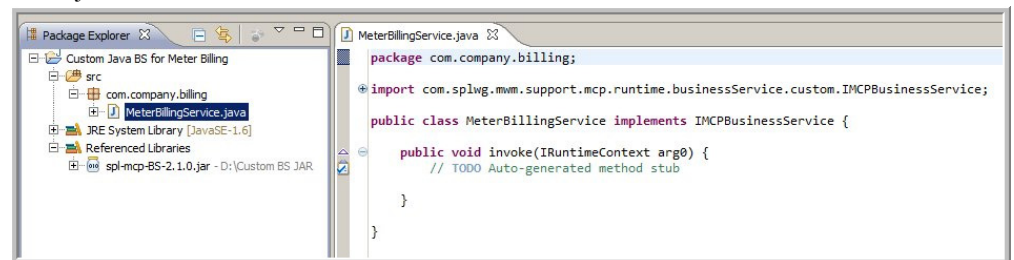 Package Explorer
Custom Java BS for Meter Billing
src
com.company.billing
MeterBillingService.java
JRE System Library [JavaSE-1.6]
Referenced Libraries
spl-mcp-BS-2.1.0.jar - D:\Custom BS JAR
MeterBillingService.java
package com.company.billing;
import com.splwg.mwm.support.mcp.runtime.businessService.custom.IMCPBusinessService;
public class MeterBillingService implements IMCPBusinessService {
public void invoke(IRuntimeContext arg0) {
// TODO Auto-generated method stub
}
}